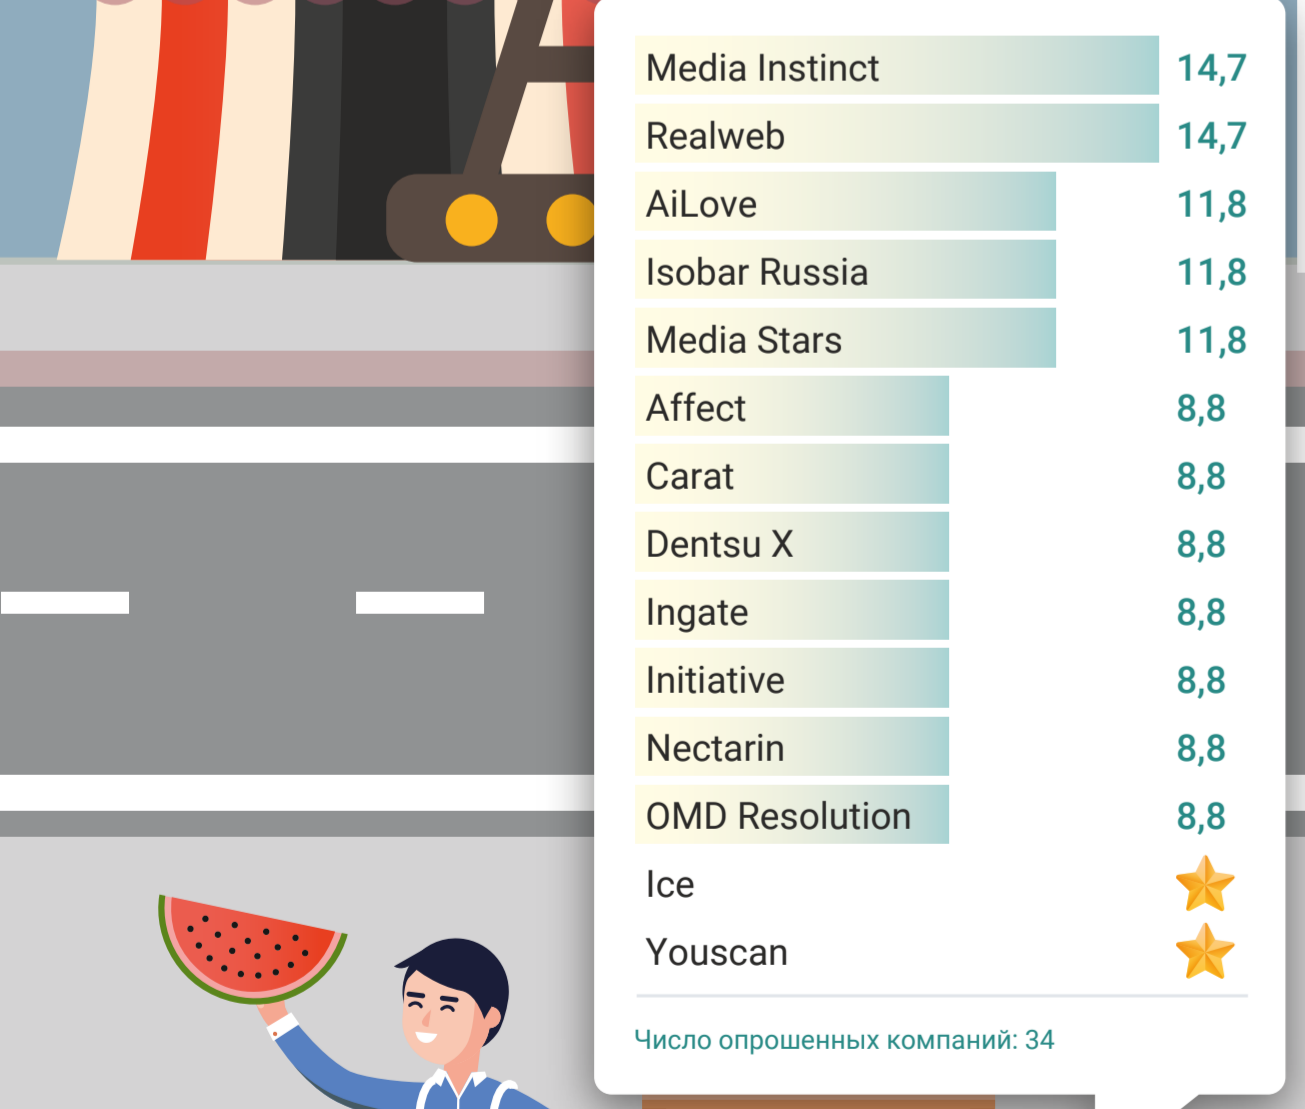 Media Instinct 14,7
Realweb 14,7
AiLove 11,8
Isobar Russia 11,8
Media Stars 11,8
Affect 8,8
Carat 8,8
Dentsu X 8,8
Ingate 8,8
Initiative 8,8
Nectarin 8,8
OMD Resolution 8,8
Ice
Youscan
Число опрошенных компаний: 34